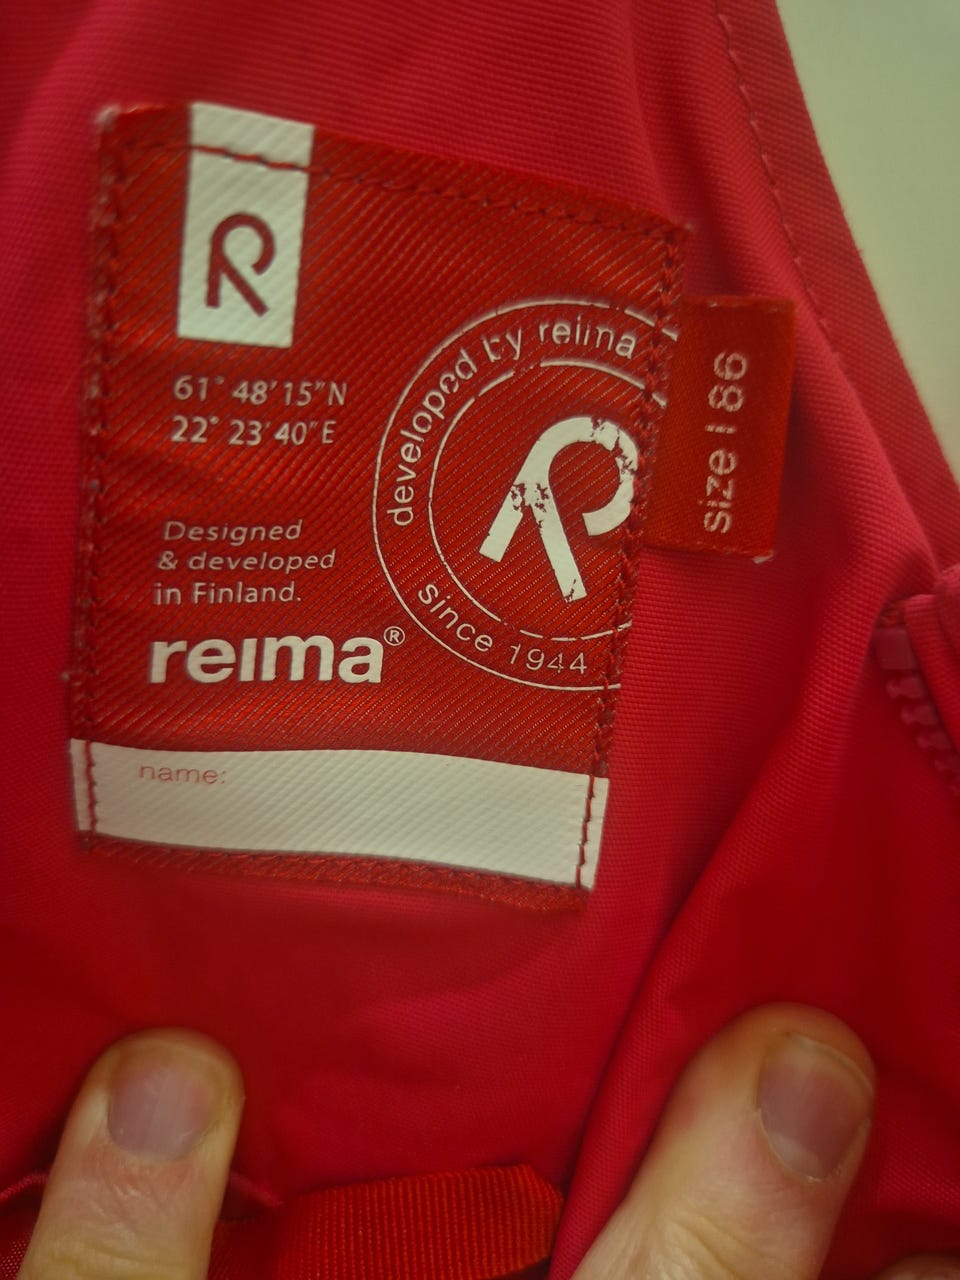 61° 48’15”N
22° 23’40”E
Designed
& developed
in Finland.
reima®
name:
developed by reima
since 1944
Size | 86